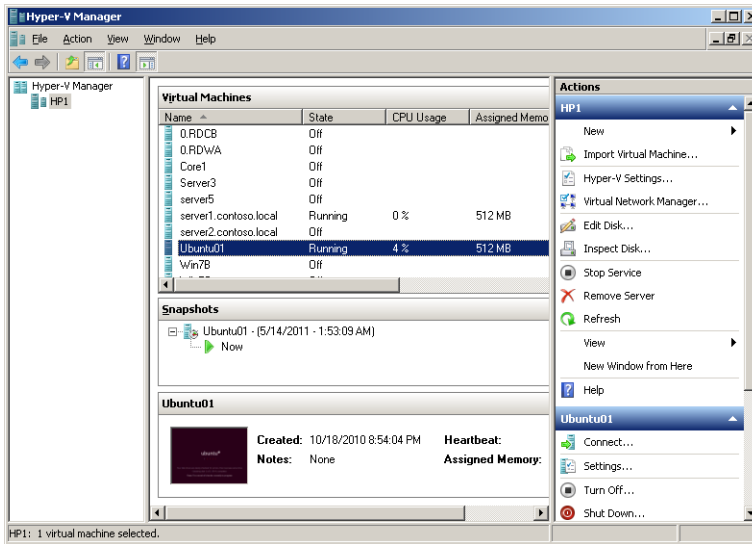 Hyper-V Manager
File Action View Window Help
Hyper-V Manager
HP1
Virtual Machines
Name State CPU Usage Assigned Memo
0.RDCB Off
0.RDWA Off
Core1 Off
Server3 Off
server5 Off
server1.contoso.local Running 0 % 512 MB
server2.contoso.local Off
Ubuntu01 Running 4 % 512 MB
Win7B Off
Snapshots
Ubuntu01 - (5/14/2011 - 1:53:09 AM)
Now
Ubuntu01
ubuntu
Created: 10/18/2010 8:54:04 PM Heartbeat:
Notes: None Assigned Memory:
Actions
HP1
New
Import Virtual Machine...
Hyper-V Settings...
Virtual Network Manager...
Edit Disk...
Inspect Disk...
Stop Service
Remove Server
Refresh
View
New Window from Here
Help
Ubuntu01
Connect...
Settings...
Turn Off...
Shut Down...
HP1: 1 virtual machine selected.